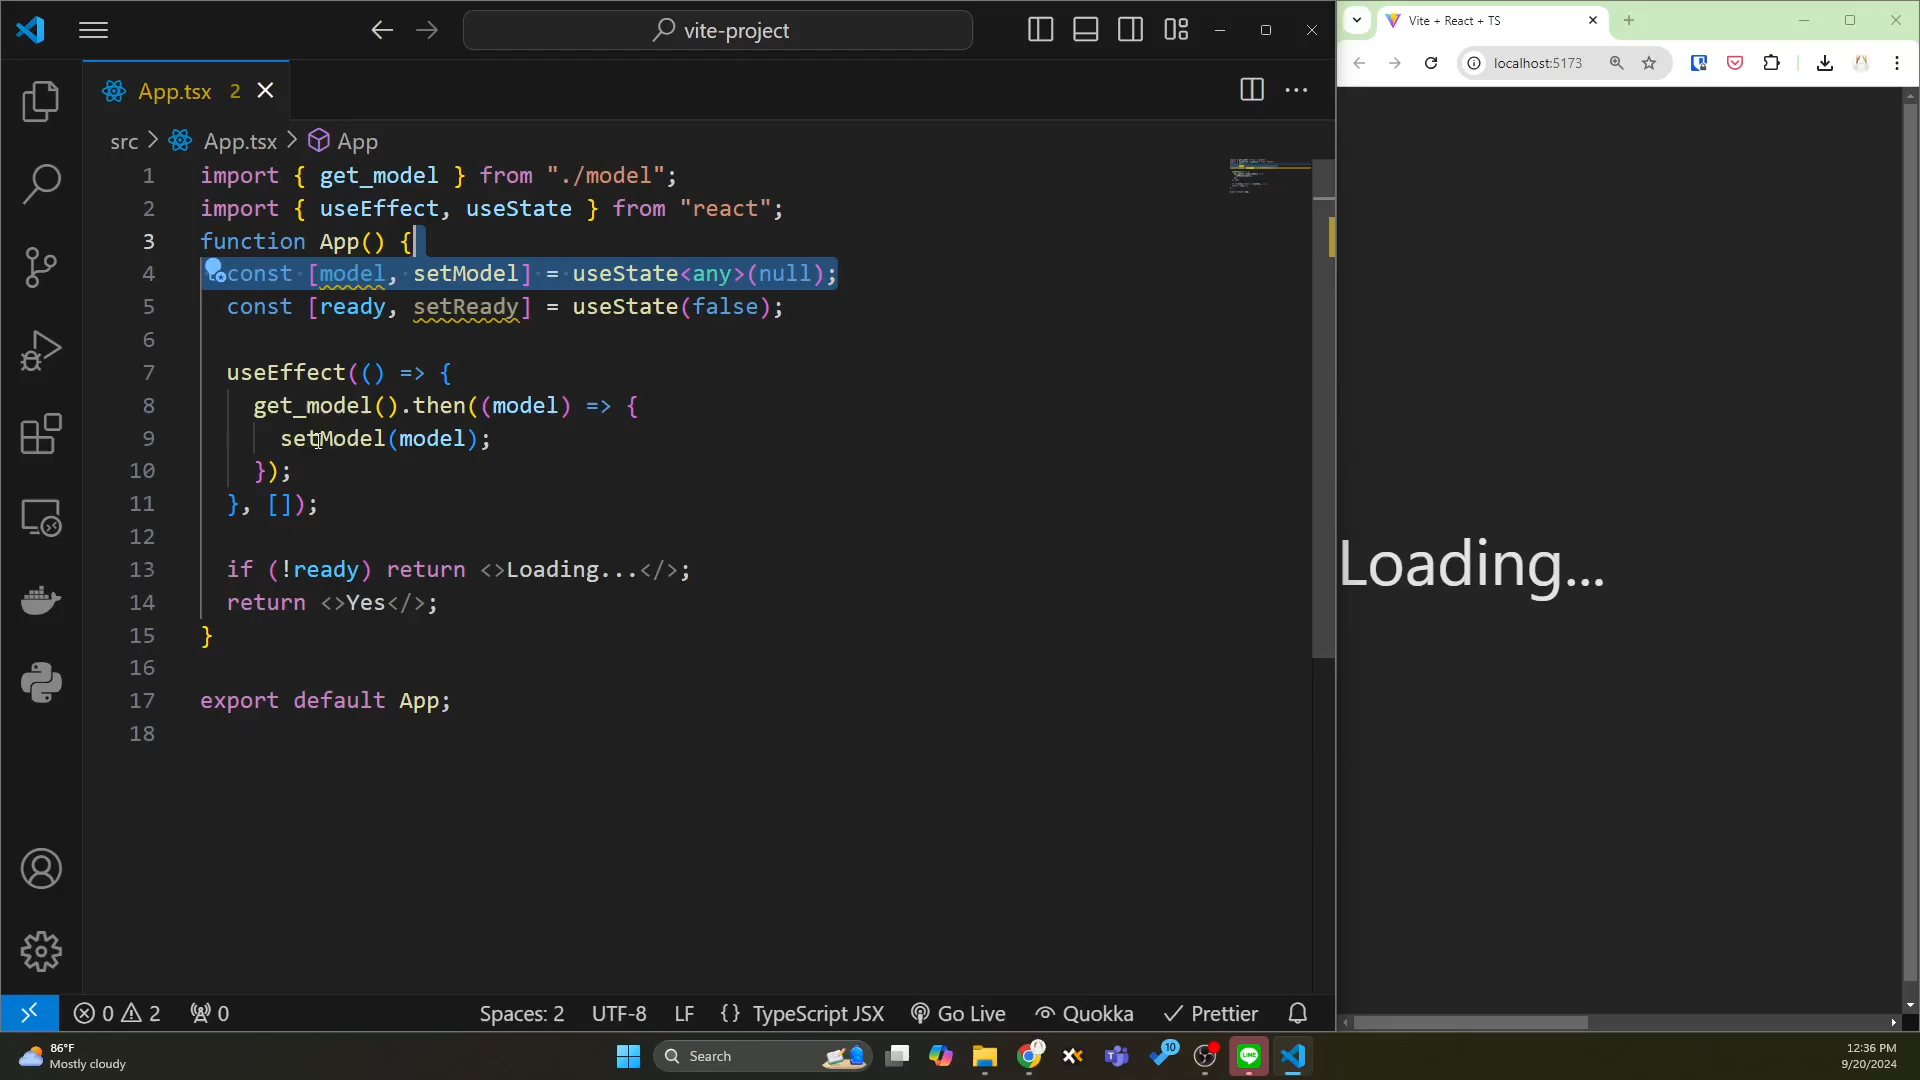 vite-project
App.tsx 2
src > App.tsx > App
1 import { get_model } from "./model";
2 import { useEffect, useState } from "react";
3 function App() {
4 const [model, setModel] = useState<any>(null);
5 const [ready, setReady] = useState(false);
6
7 useEffect(() => {
8 get_model().then((model) => {
9 setModel(model);
10 });
11 }, []);
12
13 if (!ready) return <>Loading...</>;
14 return <>Yes</>;
15 }
16
17 export default App;
18
0 2 0
Spaces: 2 UTF-8 LF {} TypeScript JSX Go Live Quokka Prettier
Vite + React + TS
localhost:5173
Loading...
86°F
Mostly cloudy
Search
10
12:36 PM
9/20/2024